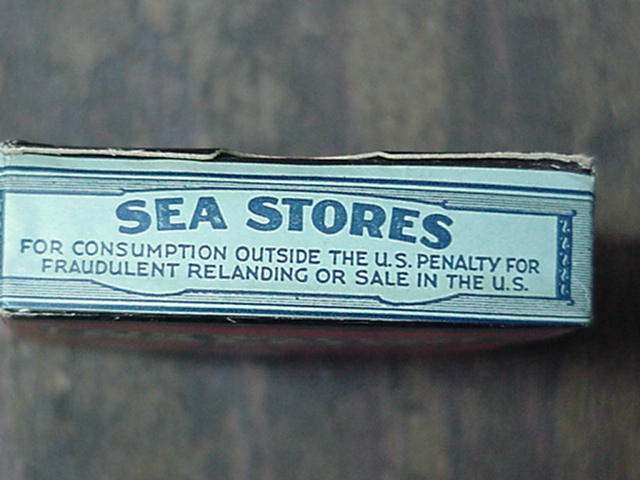 SEA STORES
FOR CONSUMPTION OUTSIDE THE U.S. PENALTY FOR
FRAUDULENT RELANDING OR SALE IN THE U.S.